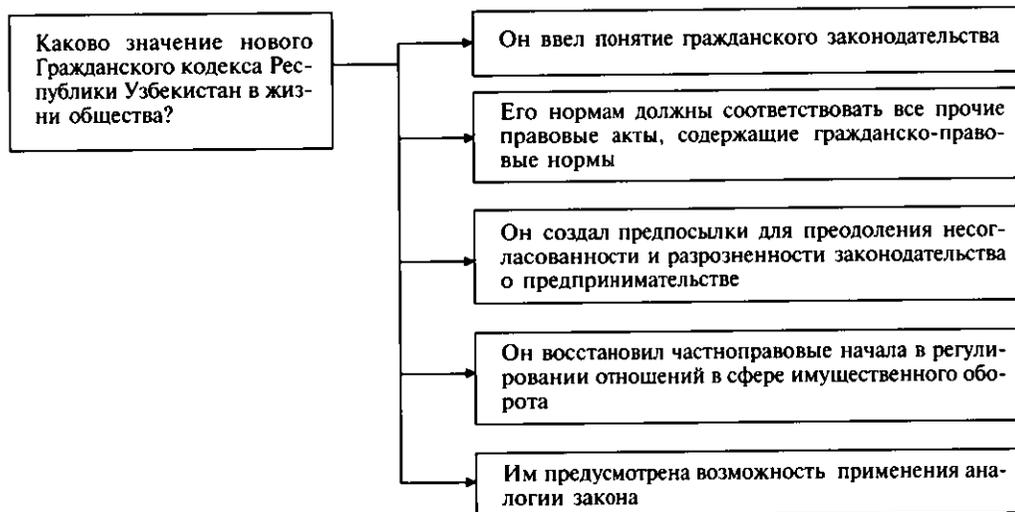 Каково значение нового
Гражданского кодекса Рес-
публики Узбекистан в жиз-
ни общества?
Он ввел понятие гражданского законодательства
Его нормам должны соответствовать все прочие
правовые акты, содержащие гражданско-право-
вые нормы
Он создал предпосылки для преодоления несог-
ласованности и разрозненности законодательства
о предпринимательстве
Он восстановил частноправовые начала в регули-
ровании отношений в сфере имущественного обо-
рота
Им предусмотрена возможность применения ана-
логии закона